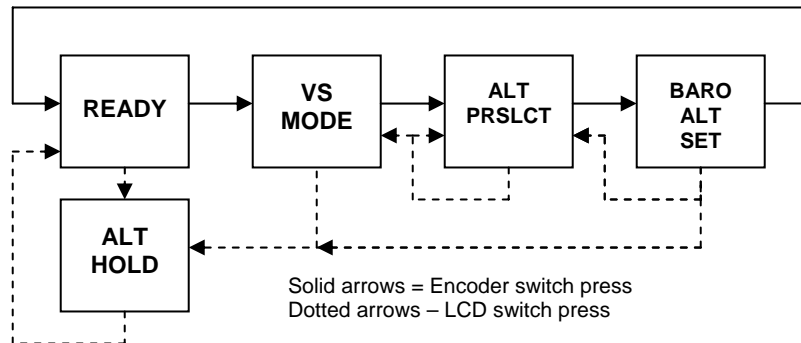 READY
VS
MODE
ALT
PRSLCT
BARO
ALT
SET
ALT
HOLD
Solid arrows = Encoder switch press
Dotted arrows – LCD switch press